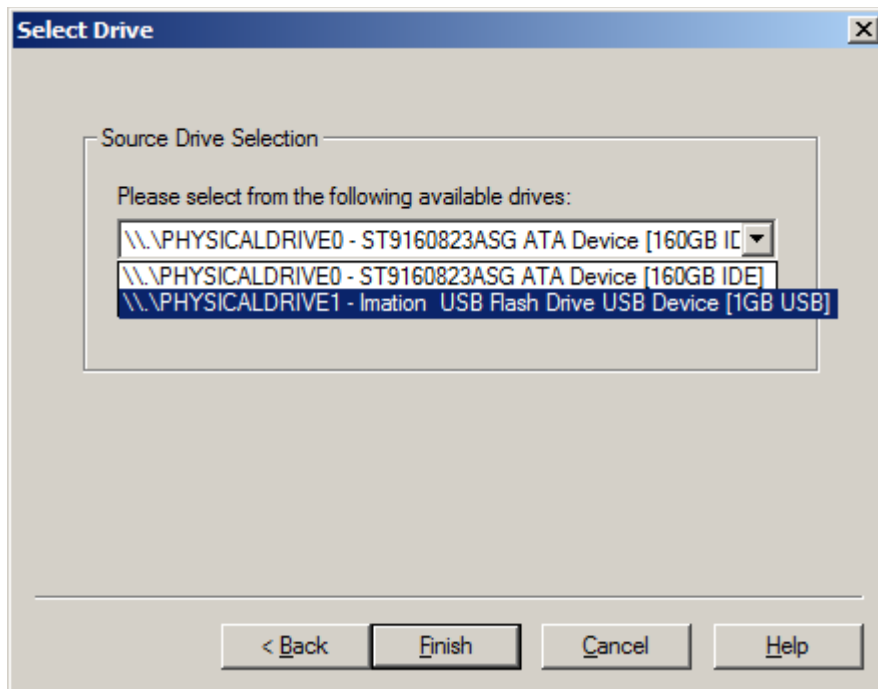 Select Drive
Source Drive Selection
Please select from the following available drives:
\\.\PHYSICALDRIVE0 - ST9160823ASG ATA Device [160GB IC
\\.\PHYSICALDRIVE0 - ST9160823ASG ATA Device [160GB IDE]
\\.\PHYSICALDRIVE1 - Imation  USB Flash Drive USB Device [1GB USB]
< Back
Finish
Cancel
Help